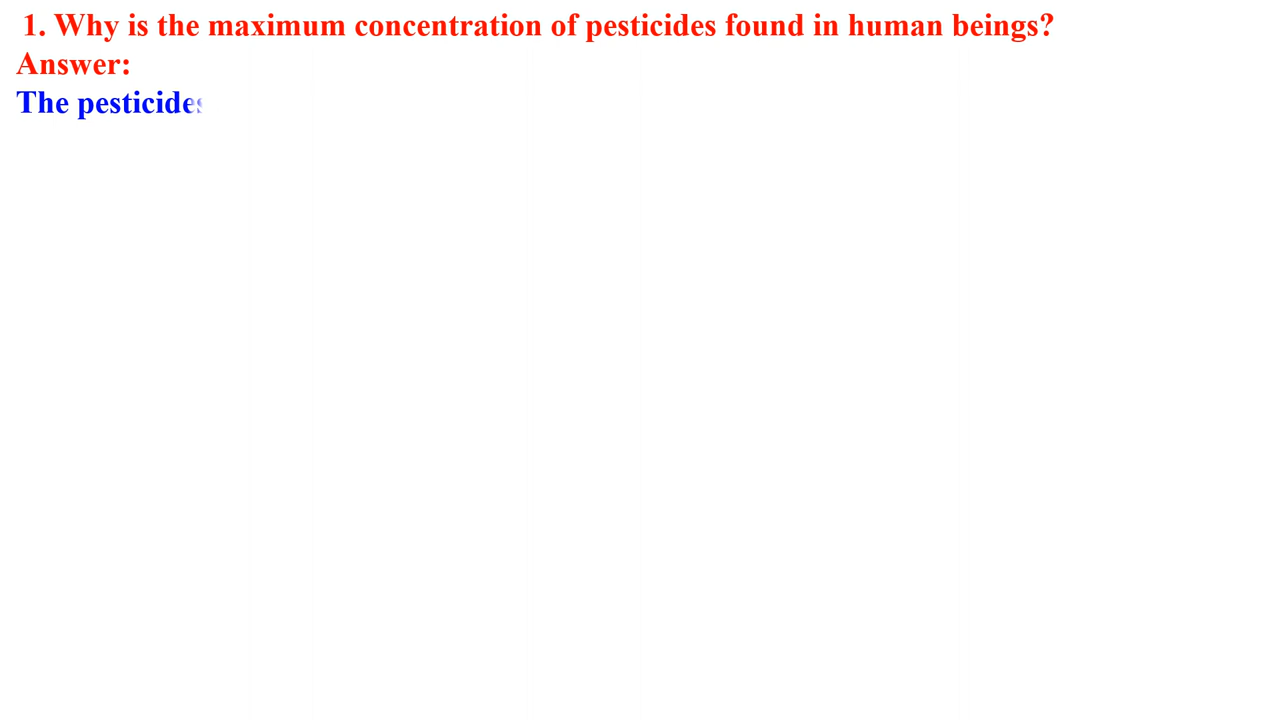 1. Why is the maximum concentration of pesticides found in human beings?
Answer:
The pesticides